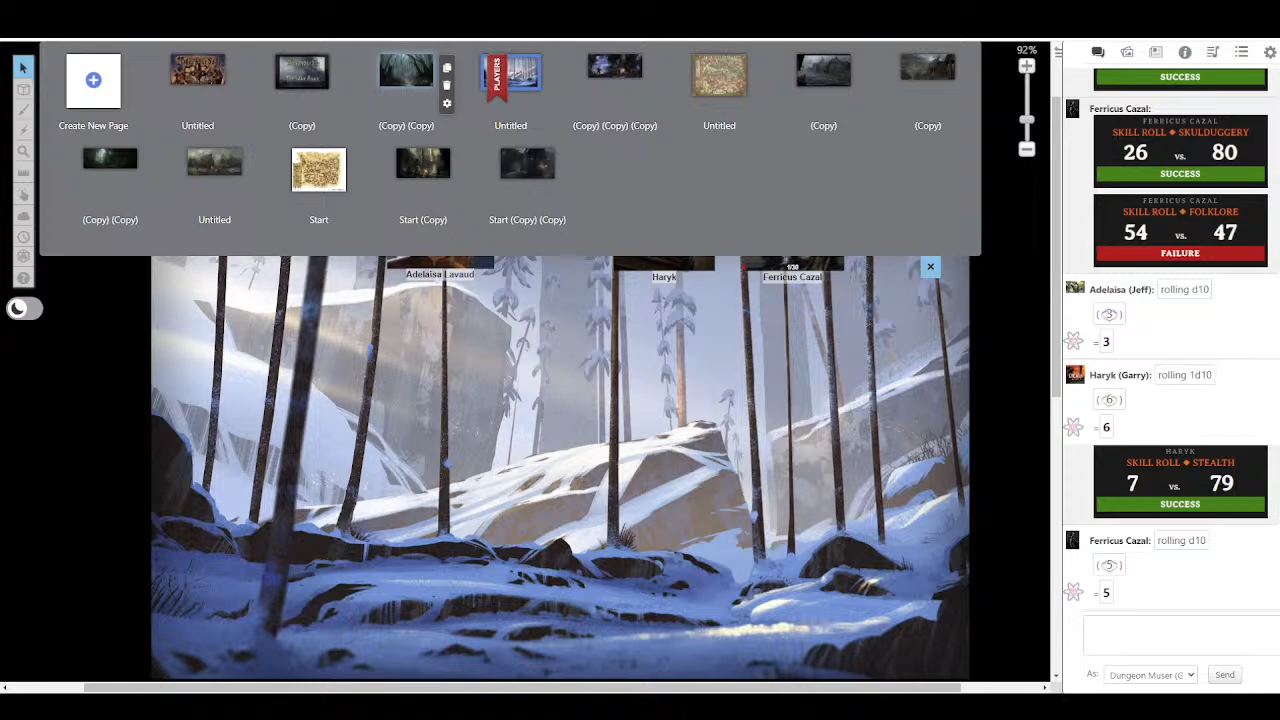 PLAYERS
92%
Create New Page
Untitled
(Copy)
(Copy) (Copy)
Untitled
(Copy) (Copy) (Copy)
Untitled
(Copy)
(Copy)
(Copy) (Copy)
Untitled
Start
Start (Copy)
Start (Copy) (Copy)
Adelaisa Lavaud
Haryk
1/30
Ferricus Cazal
SUCCESS
Ferricus Cazal:
FERRICUS CAZAL
SKILL ROLL ◆ SKULDUGGERY
26 vs. 80
SUCCESS
FERRICUS CAZAL
SKILL ROLL ◆ FOLKLORE
54 vs. 47
FAILURE
Adelaisa (Jeff): rolling d10
(3)
= 3
Haryk (Garry): rolling 1d10
(6)
= 6
HARYK
SKILL ROLL ◆ STEALTH
7 vs. 79
SUCCESS
Ferricus Cazal: rolling d10
(5)
= 5
As: Dungeon Muser (G
Send